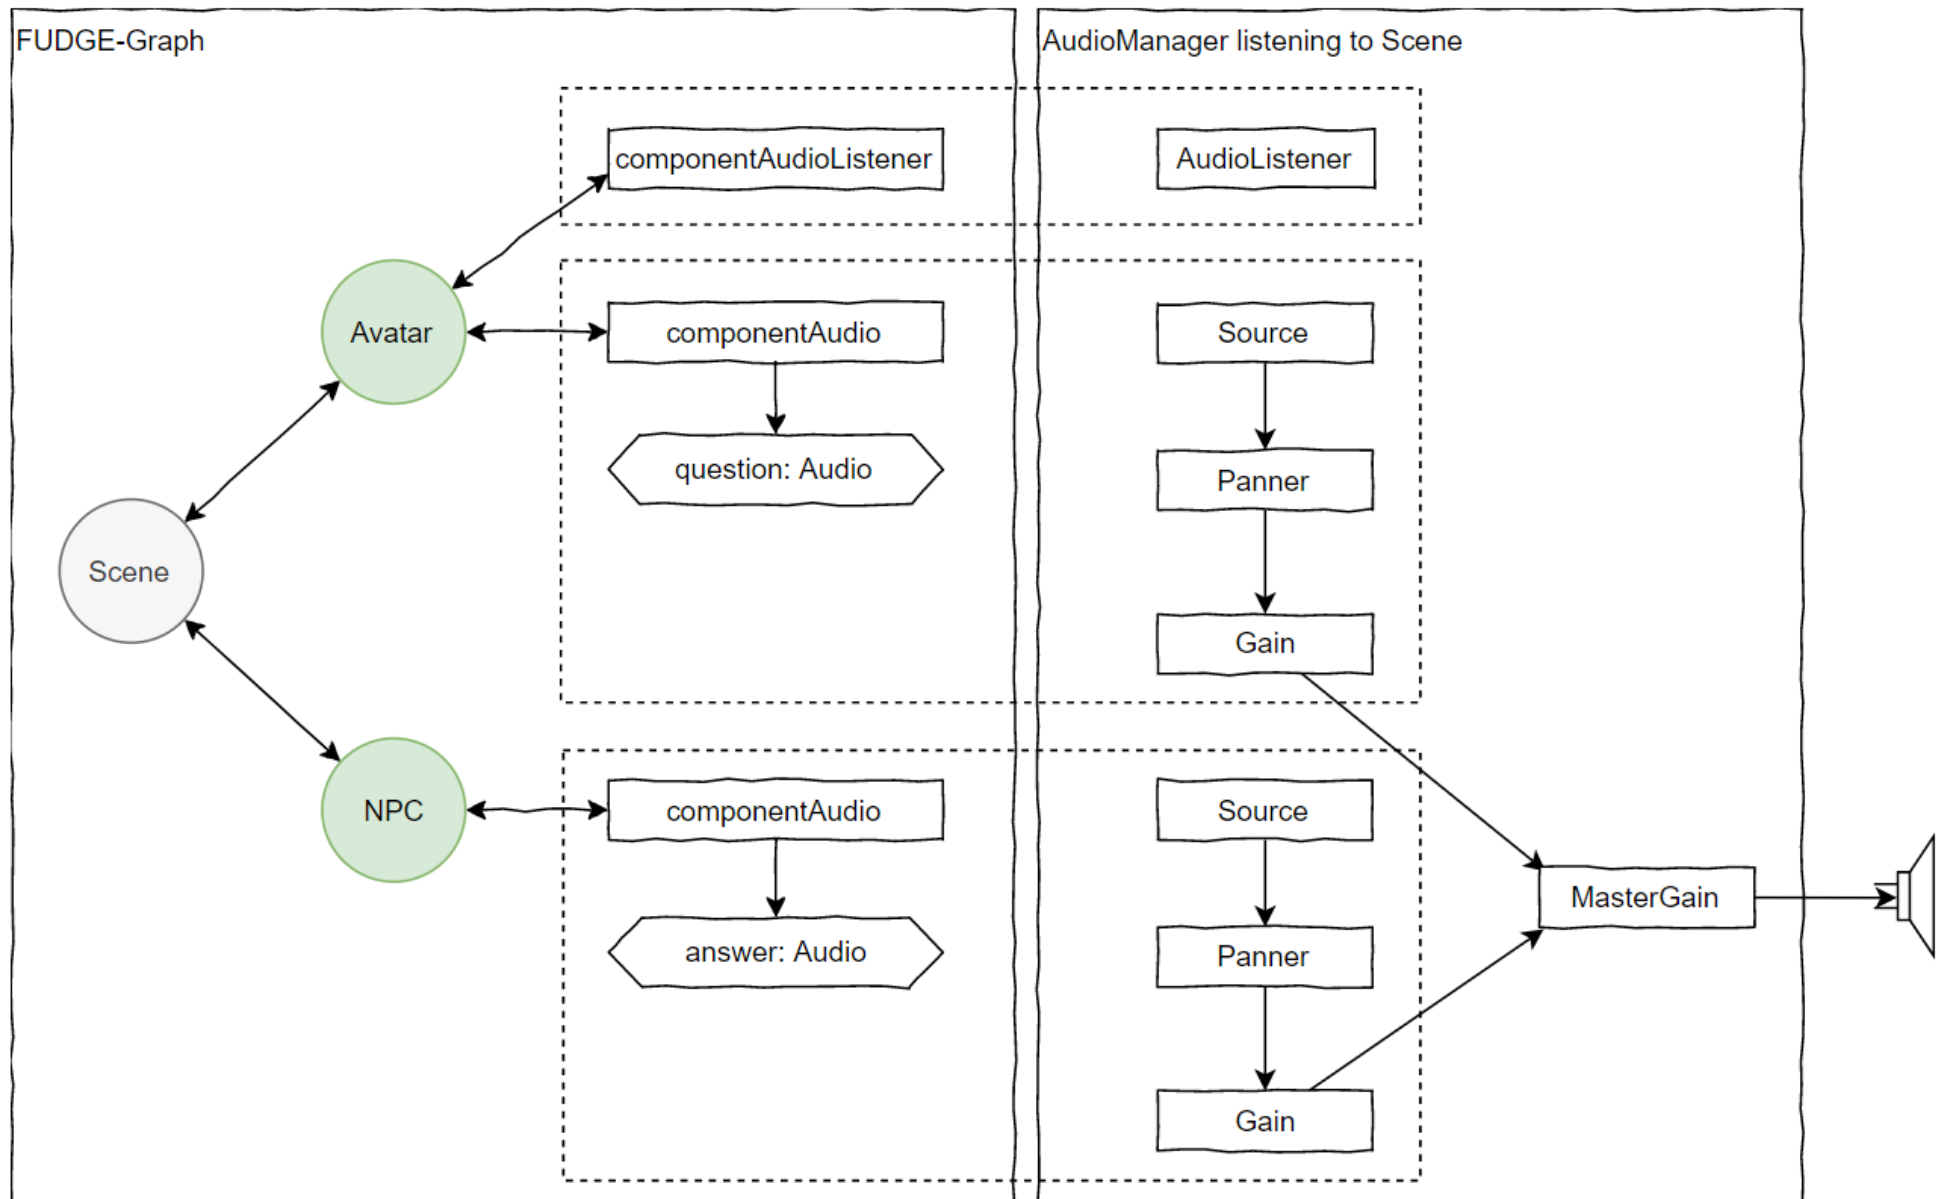 FUDGE-Graph
AudioManager listening to Scene
componentAudioListener
AudioListener
Avatar
componentAudio
Source
question: Audio
Panner
Scene
Gain
NPC
componentAudio
Source
MasterGain
answer: Audio
Panner
Gain